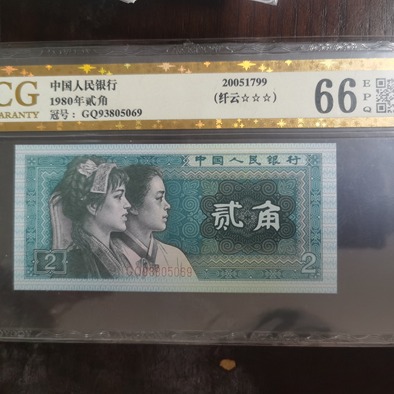 CG
ARANTY
中国人民银行
1980年贰角
冠号: GQ93805069
20051799
(纤云☆☆☆)
66
EPQ
中国人民银行
贰角
2
GQ93805069
2